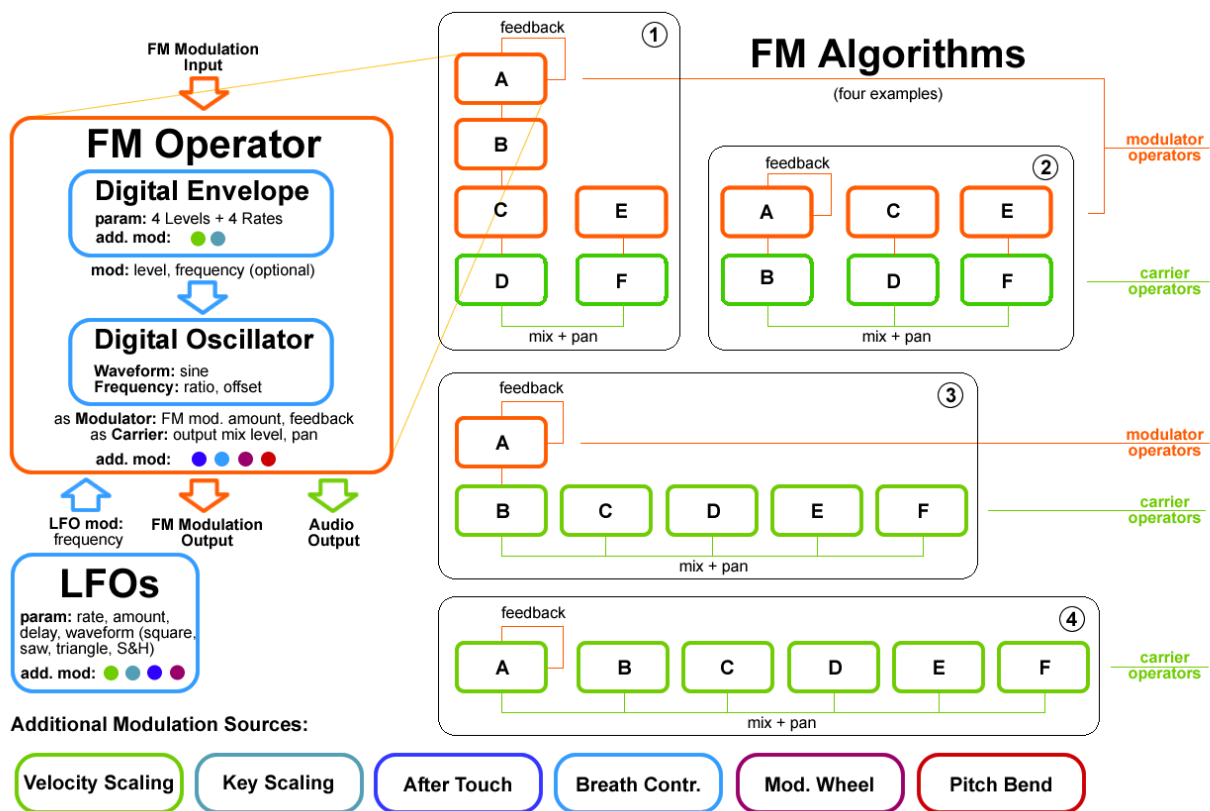 FM Modulation
Input
FM Operator
Digital Envelope
param: 4 Levels + 4 Rates
add. mod:
mod: level, frequency (optional)
Digital Oscillator
Waveform: sine
Frequency: ratio, offset
as Modulator: FM mod. amount, feedback
as Carrier: output mix level, pan
add. mod:
LFO mod:
frequency
FM Modulation
Output
Audio
Output
LFOs
param: rate, amount,
delay, waveform (square,
saw, triangle, S&H)
add. mod:
FM Algorithms
(four examples)
1
feedback
A
B
C
E
D
F
mix + pan
2
feedback
A
C
E
B
D
F
mix + pan
modulator
operators
carrier
operators
3
feedback
A
B
C
D
E
F
mix + pan
modulator
operators
carrier
operators
4
feedback
A
B
C
D
E
F
mix + pan
carrier
operators
Additional Modulation Sources:
Velocity Scaling
Key Scaling
After Touch
Breath Contr.
Mod. Wheel
Pitch Bend